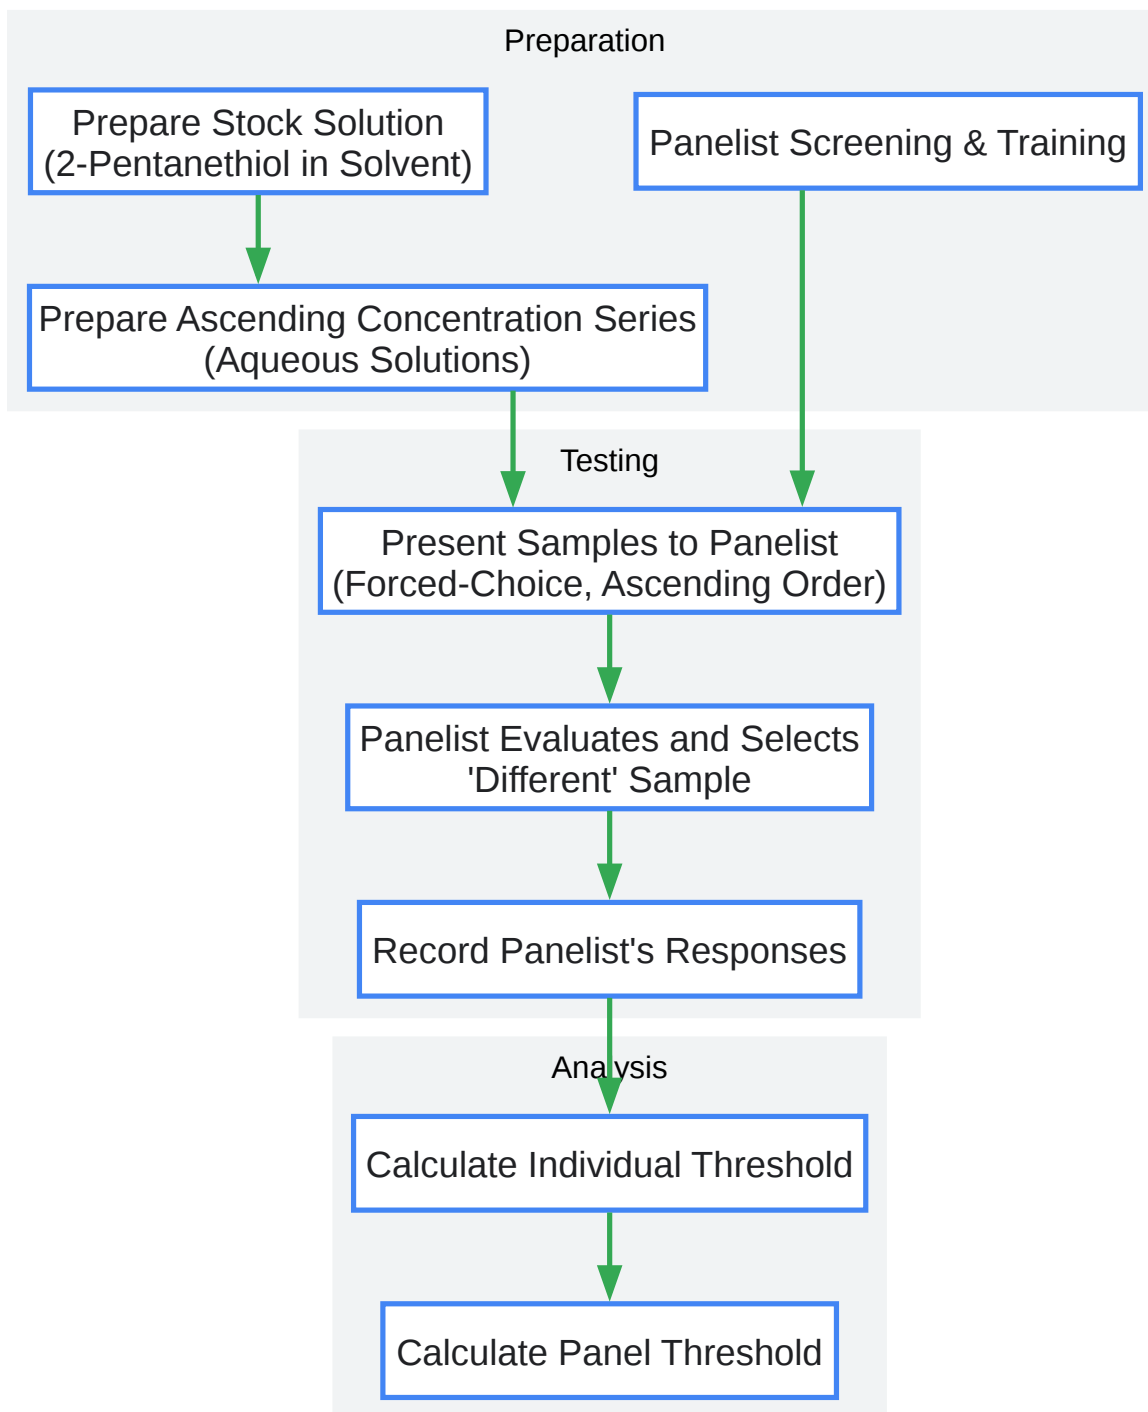 Preparation
Prepare Stock Solution
(2-Pentanethiol in Solvent)
Panelist Screening & Training
Prepare Ascending Concentration Series
(Aqueous Solutions)
Testing
Present Samples to Panelist
(Forced-Choice, Ascending Order)
Panelist Evaluates and Selects
'Different' Sample
Record Panelist's Responses
Analysis
Calculate Individual Threshold
Calculate Panel Threshold